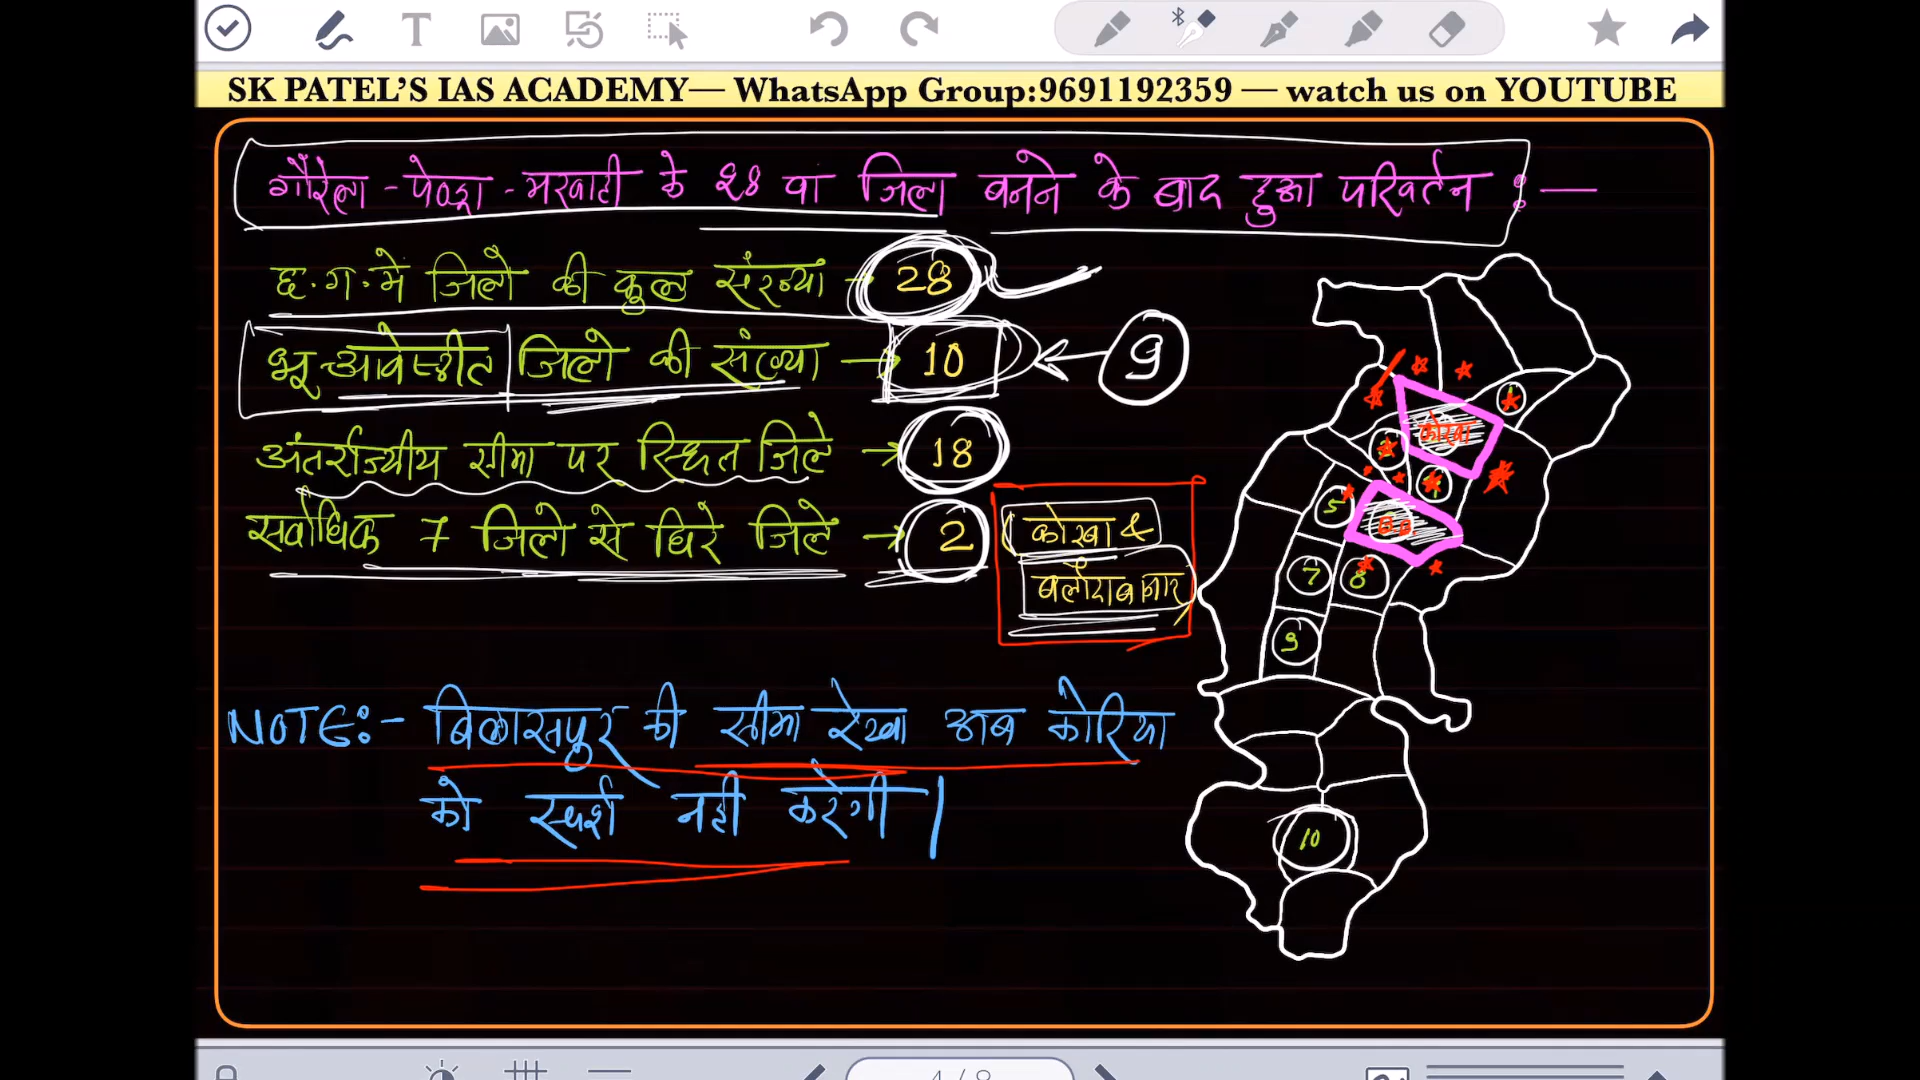 SK PATEL'S IAS ACADEMY— WhatsApp Group:9691192359 — watch us on YOUTUBE
गौरेला - पेण्ड्रा - मरवाही के 28 वा जिला बनने के बाद हुआ परिवर्तन :—
छ.ग. में जिलो की कुल संख्या → 28
भू-आवेष्ठीत जिलो की संख्या → 10 ← 9
अंतर्राज्यीय सीमा पर स्थित जिले → 18
सर्वाधिक 7 जिलो से घिरे जिले → 2
कोरबा &
बलौदाबाजार
NOTE:- बिलासपुर की सीमा रेखा अब कोरिया
को स्पर्श नही करेगी |
कोरबा
5
B.B
7
8
9
10
4/8